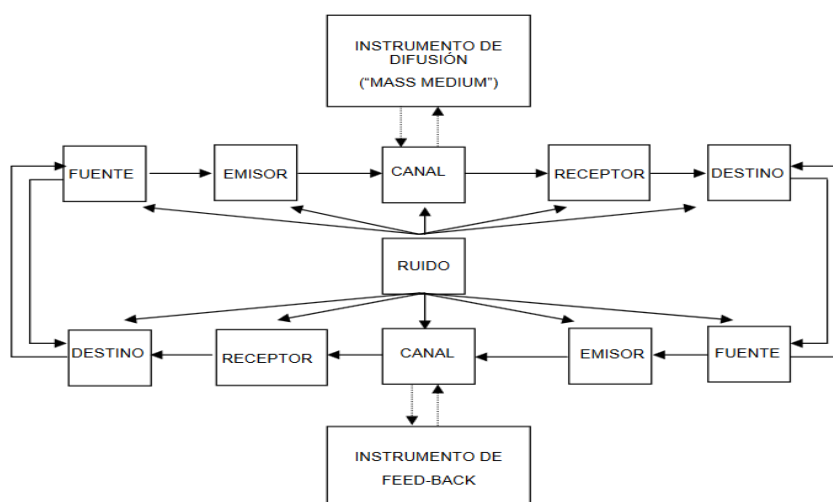 INSTRUMENTO DE
DIFUSIÓN
(“MASS MEDIUM”)
FUENTE
EMISOR
CANAL
RECEPTOR
DESTINO
RUIDO
DESTINO
RECEPTOR
CANAL
EMISOR
FUENTE
INSTRUMENTO DE
FEED-BACK